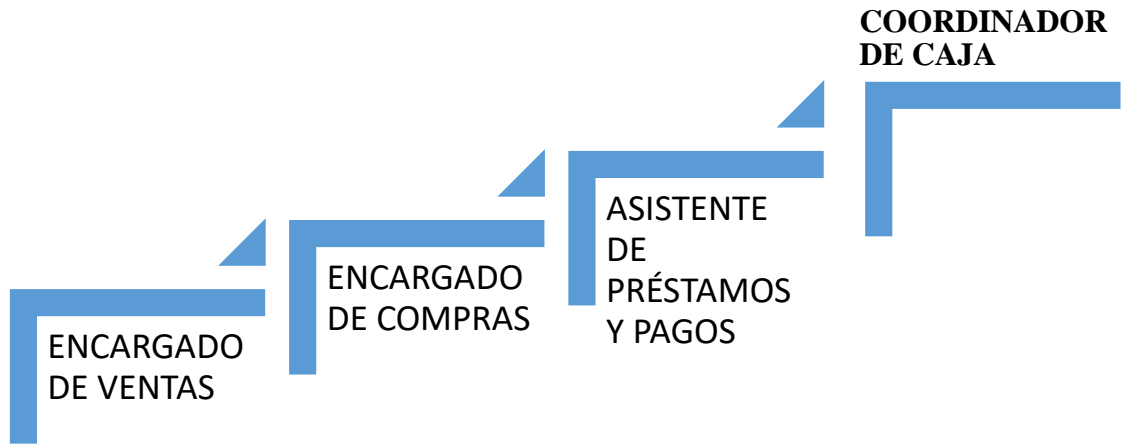 COORDINADOR
DE CAJA
ASISTENTE
DE
PRÉSTAMOS
Y PAGOS
ENCARGADO
DE COMPRAS
ENCARGADO
DE VENTAS